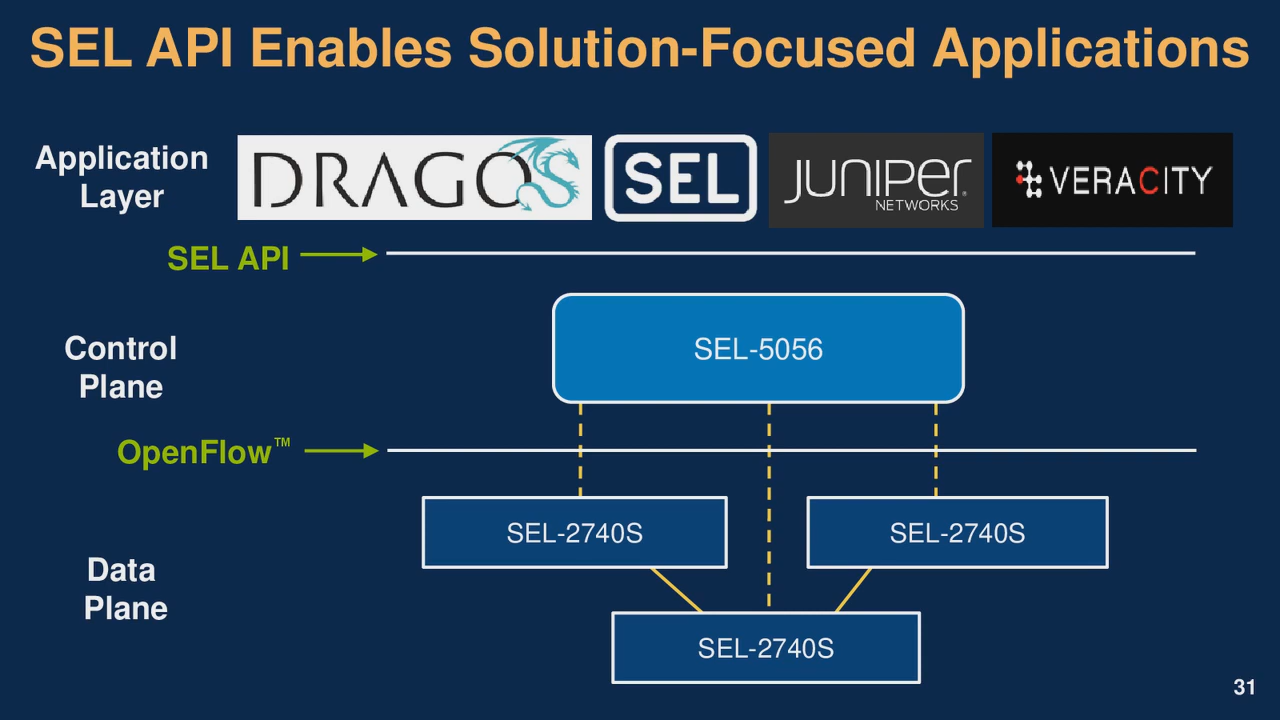 SEL API Enables Solution-Focused Applications
Application
Layer
DRAGOS
SEL
JUNIPER
NETWORKS
VERACITY
SEL API
Control
Plane
SEL-5056
OpenFlow™
SEL-2740S
SEL-2740S
Data
Plane
SEL-2740S
31